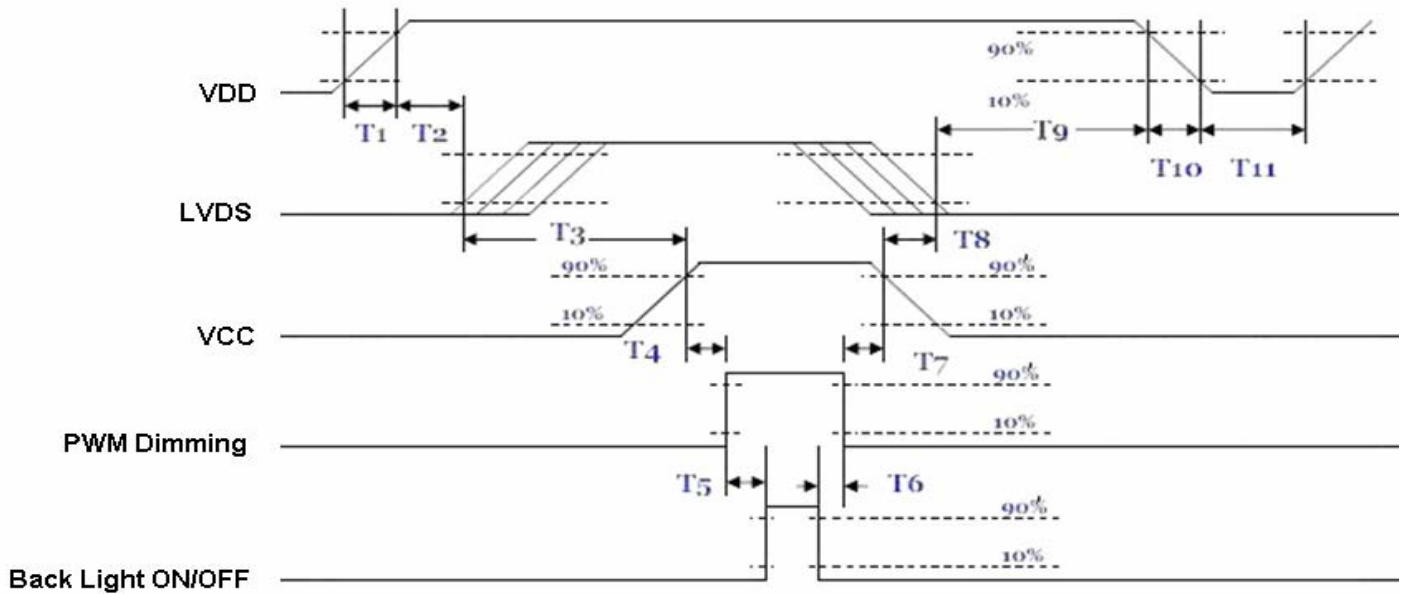 90%
VDD
10%
T1
T2
T9
T10
T11
LVDS
T3
T8
90%
90%
10%
10%
VCC
T4
T7
90%
PWM Dimming
10%
T5
T6
90%
10%
Back Light ON/OFF